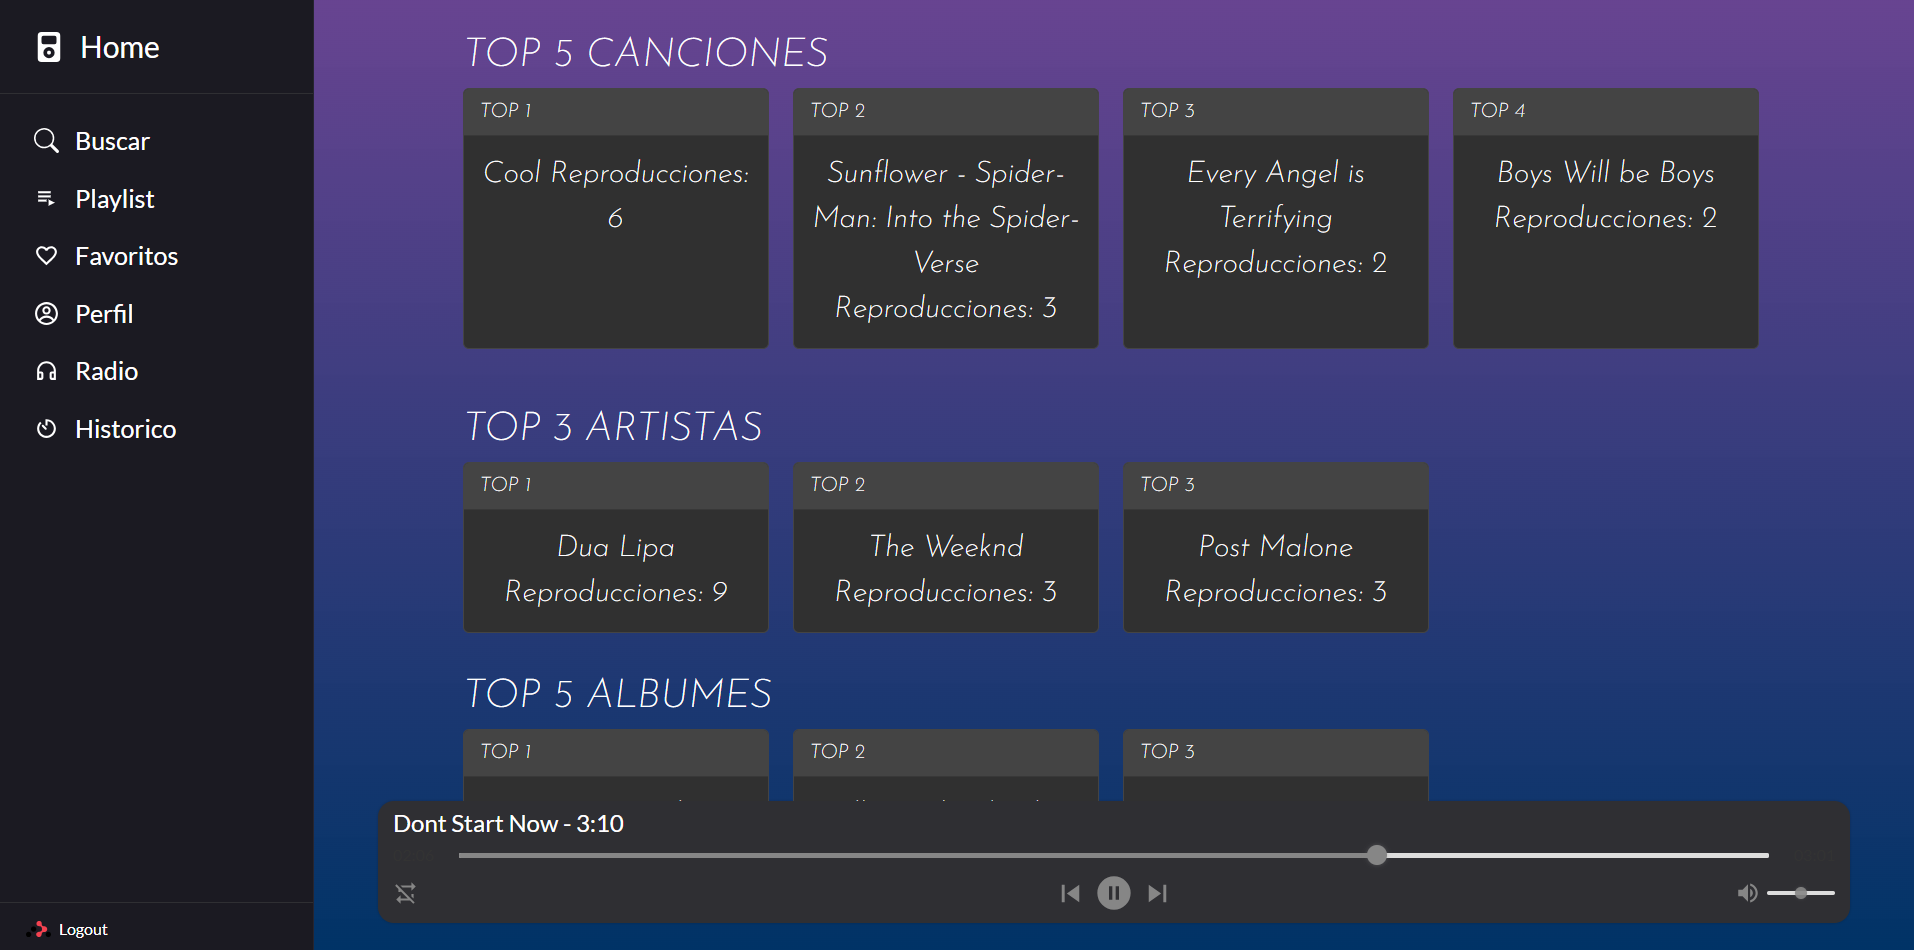 Home
Buscar
Playlist
Favoritos
Perfil
Radio
Historico
Logout
TOP 5 CANCIONES
TOP 1
Cool Reproducciones:
6
TOP 2
Sunflower - Spider-
Man: Into the Spider-
Verse
Reproducciones: 3
TOP 3
Every Angel is
Terrifying
Reproducciones: 2
TOP 4
Boys Will be Boys
Reproducciones: 2
TOP 3 ARTISTAS
TOP 1
Dua Lipa
Reproducciones: 9
TOP 2
The Weeknd
Reproducciones: 3
TOP 3
Post Malone
Reproducciones: 3
TOP 5 ALBUMES
TOP 1
TOP 2
TOP 3
Dont Start Now - 3:10